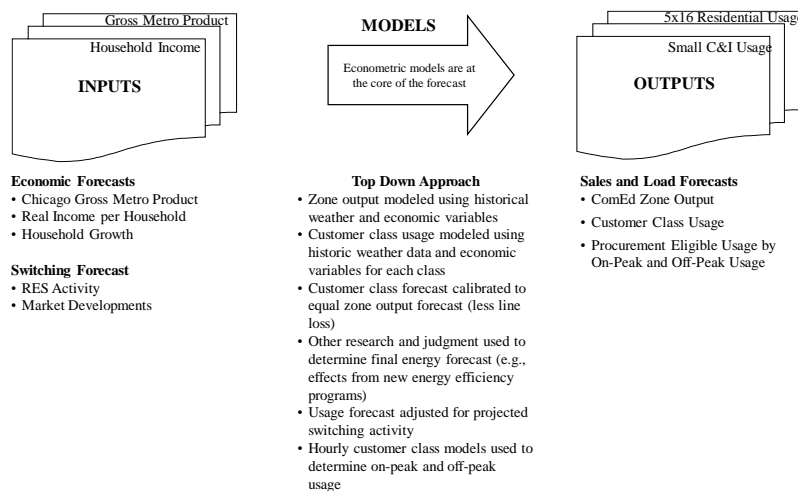 Gross Metro Product
Household Income
INPUTS
Economic Forecasts
• Chicago Gross Metro Product
• Real Income per Household
• Household Growth
Switching Forecast
• RES Activity
• Market Developments
MODELS
Econometric models are at
the core of the forecast
Top Down Approach
• Zone output modeled using historical
weather and economic variables
• Customer class usage modeled using
historic weather data and economic
variables for each class
• Customer class forecast calibrated to
equal zone output forecast (less line
loss)
• Other research and judgment used to
determine final energy forecast (e.g.,
effects from new energy efficiency
programs)
• Usage forecast adjusted for projected
switching activity
• Hourly customer class models used to
determine on-peak and off-peak
usage
5x16 Residential Usage
Small C&I Usage
OUTPUTS
Sales and Load Forecasts
• ComEd Zone Output
• Customer Class Usage
• Procurement Eligible Usage by
On-Peak and Off-Peak Usage